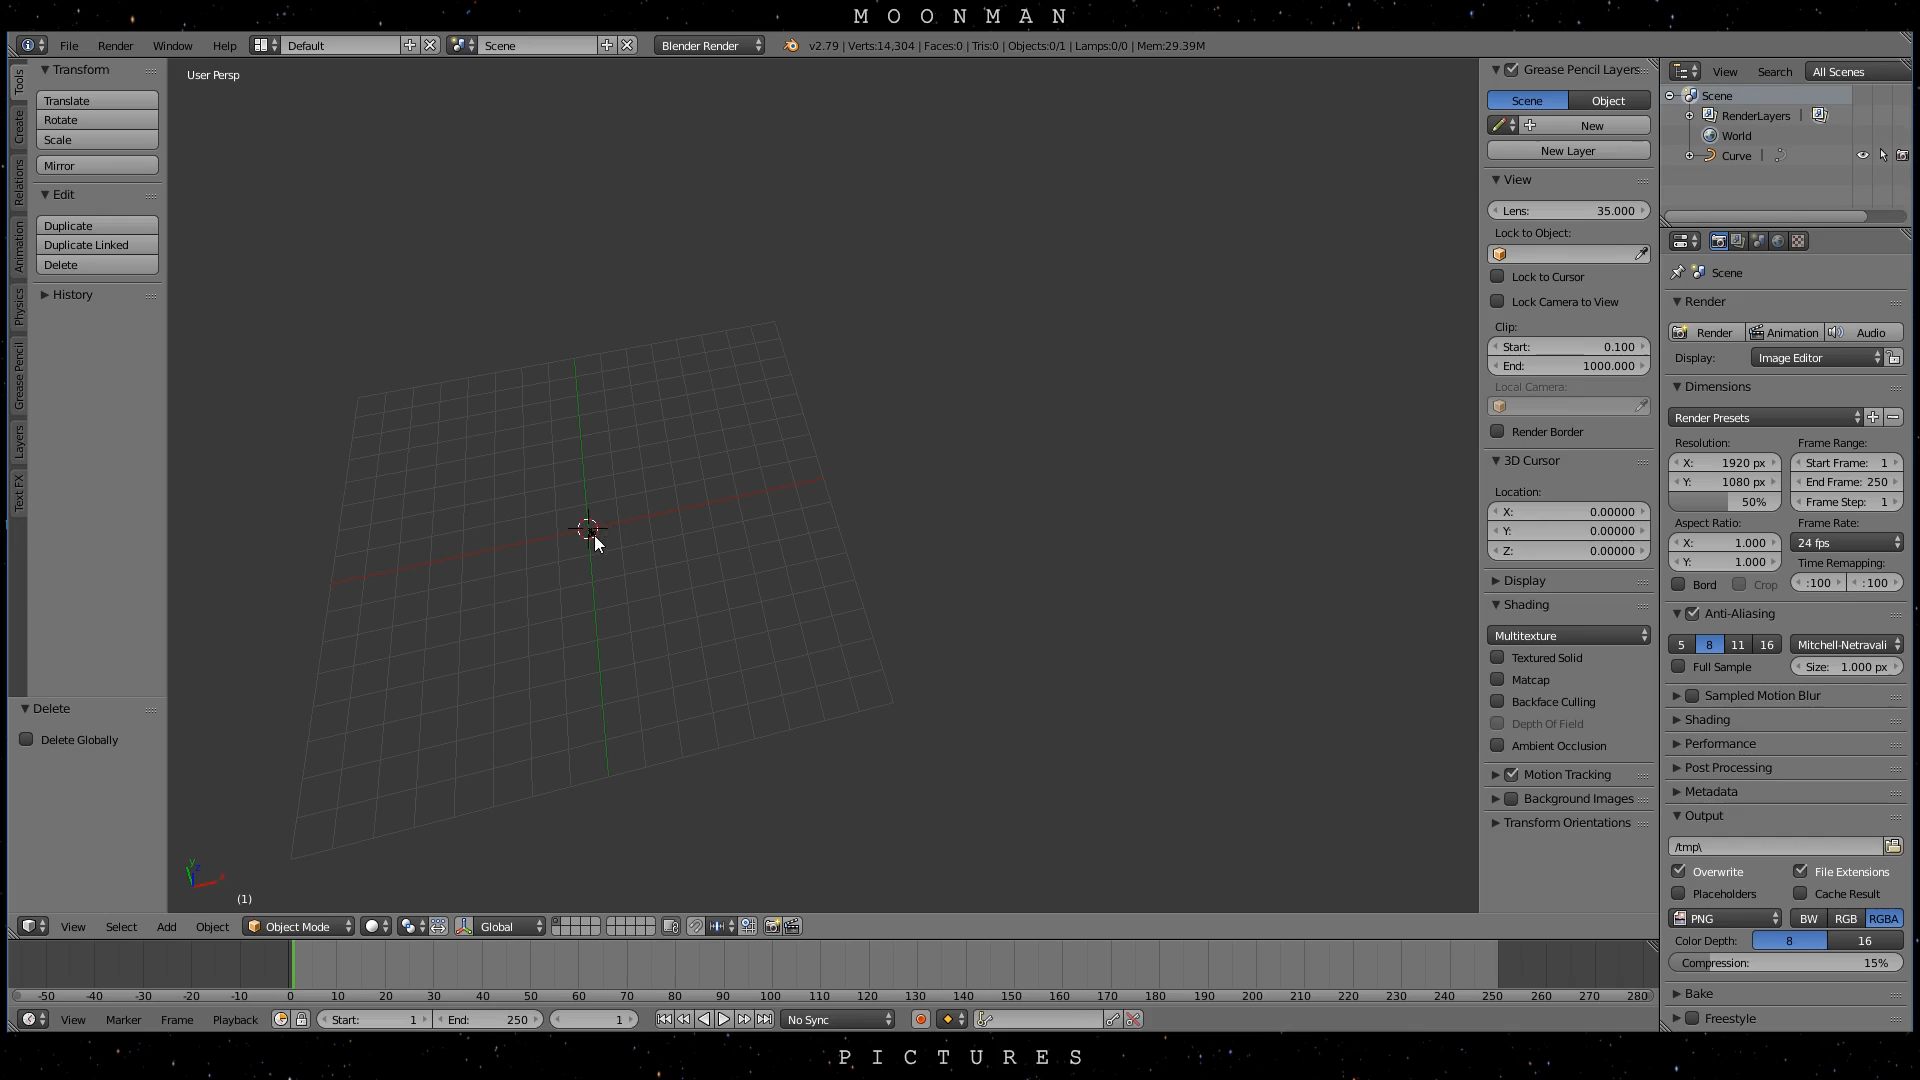 MOONMAN
File Render Window Help Default Scene Blender Render v2.79 | Verts:14,304 | Faces:0 | Tris:0 | Objects:0/1 | Lamps:0/0 | Mem:29.39M
Tools
Create
Relations
Animation
Physics
Grease Pencil
Layers
Text FX
Transform
Translate
Rotate
Scale
Mirror
Edit
Duplicate
Duplicate Linked
Delete
History
Delete
Delete Globally
User Persp
(1)
Grease Pencil Layers
Scene Object
New
New Layer
View
Lens: 35.000
Lock to Object:
Lock to Cursor
Lock Camera to View
Clip:
Start: 0.100
End: 1000.000
Local Camera:
Render Border
3D Cursor
Location:
X: 0.00000
Y: 0.00000
Z: 0.00000
Display
Shading
Multitexture
Textured Solid
Matcap
Backface Culling
Depth Of Field
Ambient Occlusion
Motion Tracking
Background Images
Transform Orientations
View Search All Scenes
Scene
RenderLayers
World
Curve
Scene
Render
Render Animation Audio
Display: Image Editor
Dimensions
Render Presets
Resolution: Frame Range:
X: 1920 px Start Frame: 1
Y: 1080 px End Frame: 250
50% Frame Step: 1
Aspect Ratio: Frame Rate:
X: 1.000 24 fps
Y: 1.000 Time Remapping:
Bord Crop :100 :100
Anti-Aliasing
5 8 11 16 Mitchell-Netravali
Full Sample Size: 1.000 px
Sampled Motion Blur
Shading
Performance
Post Processing
Metadata
Output
/tmp\
Overwrite File Extensions
Placeholders Cache Result
PNG BW RGB RGBA
Color Depth: 8 16
Compression: 15%
Bake
Freestyle
View Select Add Object Object Mode Global
-50 -40 -30 -20 -10 0 10 20 30 40 50 60 70 80 90 100 110 120 130 140 150 160 170 180 190 200 210 220 230 240 250 260 270 280
View Marker Frame Playback Start: 1 End: 250 1 No Sync
PICTURES